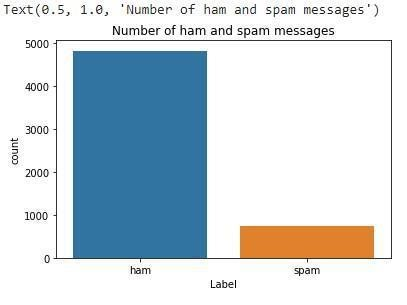 Text(0.5, 1.0, 'Number of ham and spam messages')
Number of ham and spam messages
5000
4000
3000
2000
1000
0
count
ham spam
Label